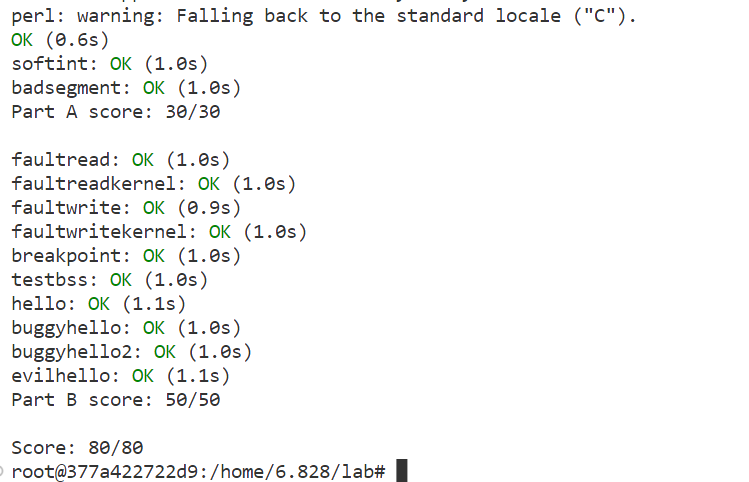 perl: warning: Falling back to the standard locale ("C").
OK (0.6s)
softint: OK (1.0s)
badsegment: OK (1.0s)
Part A score: 30/30
faultread: OK (1.0s)
faultreadkernel: OK (1.0s)
faultwrite: OK (0.9s)
faultwritekernel: OK (1.0s)
breakpoint: OK (1.0s)
testbss: OK (1.0s)
hello: OK (1.1s)
buggyhello: OK (1.0s)
buggyhello2: OK (1.0s)
evilhello: OK (1.1s)
Part B score: 50/50
Score: 80/80
root@377a422722d9:/home/6.828/lab#